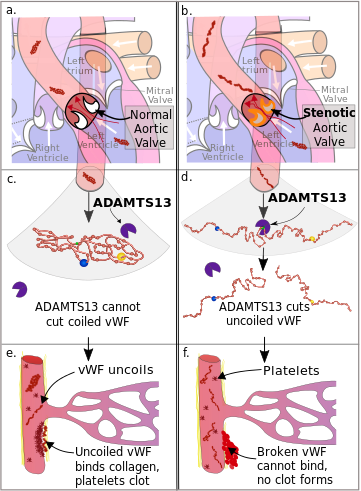 a.
Left
Atrium
Mitral
Valve
Normal
Aortic
Valve
Left
Ventricle
Right
Ventricle
b.
Left
Atrium
Mitral
Valve
Stenotic
Aortic
Valve
Left
Ventricle
Right
Ventricle
c.
ADAMTS13
ADAMTS13 cannot
cut coiled vWF
d.
ADAMTS13
ADAMTS13 cuts
uncoiled vWF
e.
vWF uncoils
Uncoiled vWF
binds collagen,
platelets clot
f.
Platelets
Broken vWF
cannot bind,
no clot forms